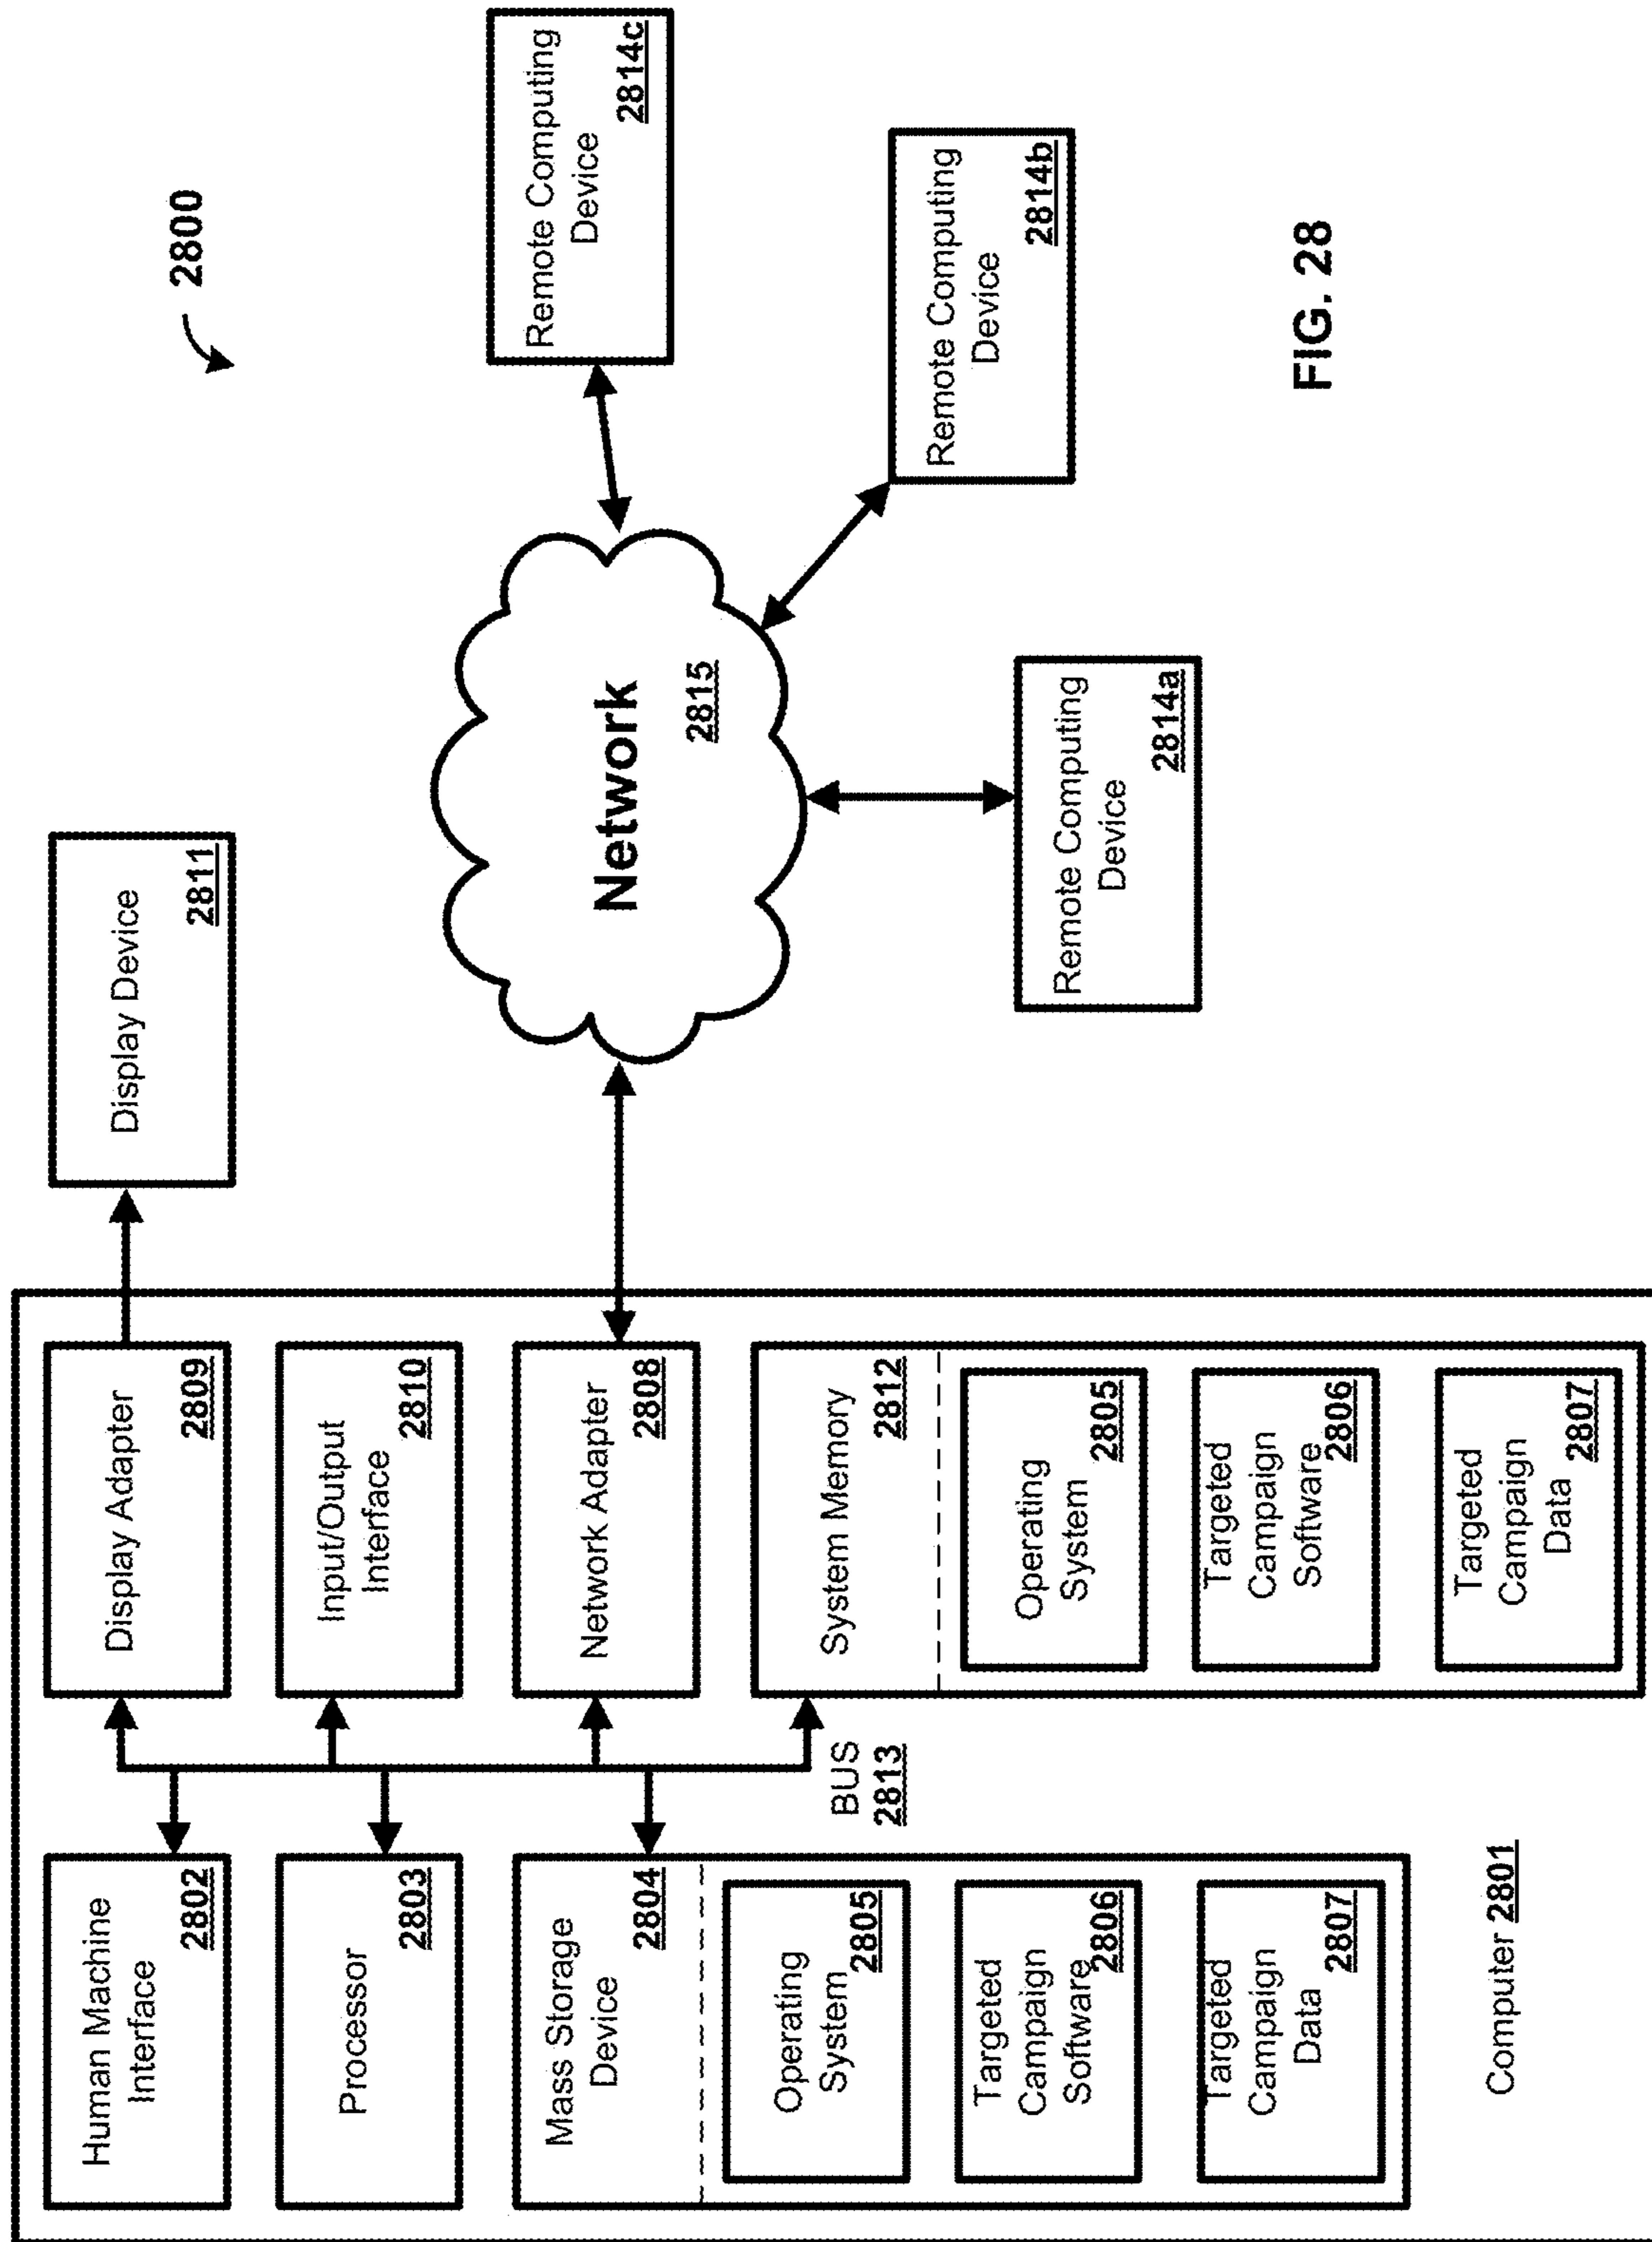 2800
Human Machine
Interface
2802
Processor
2803
Mass Storage
Device
2804
Operating
System
2805
Targeted
Campaign
Software
2806
Targeted
Campaign
Data
2807
Computer 2801
BUS
2813
Display Adapter
2809
Input/Output
Interface
2810
Network Adapter
2808
System Memory
2812
Operating
System
2805
Targeted
Campaign
Software
2806
Targeted
Campaign
Data
2807
Display Device
2811
Network
2815
Remote Computing
Device
2814a
Remote Computing
Device
2814b
Remote Computing
Device
2814c
FIG. 28